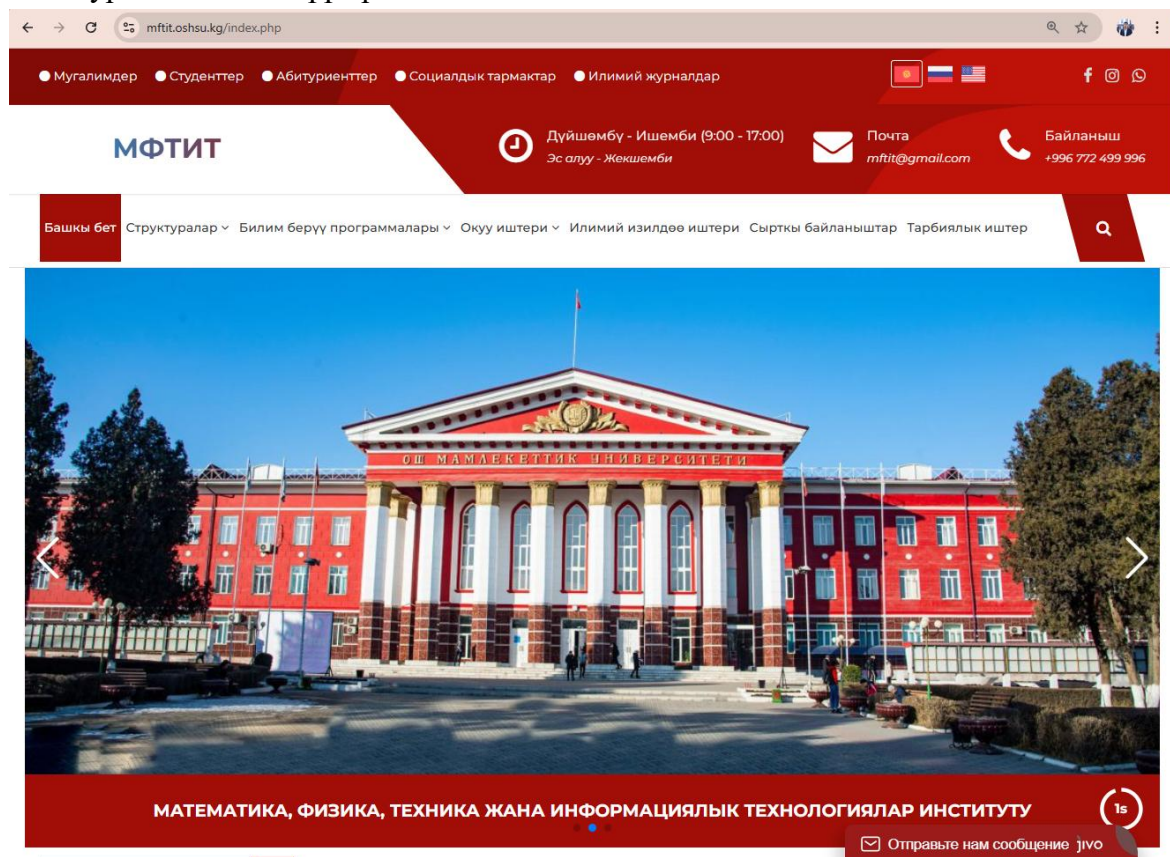 mftit.oshsu.kg/index.php
Мугалимдер Студенттер Абитуриенттер Социалдык тармактар Илимий журналдар
МФТИТ
Дүйшөмбү - Ишемби (9:00 - 17:00)
Эс алуу - Жекшемби
Почта
mftit@gmail.com
Байланыш
+996 772 499 996
Башкы бет Структуралар Билим берүү программалары Окуу иштери Илимий изилдөө иштери Сырткы байланыштар Тарбиялык иштер
ОШ МАМЛЕКЕТТИК УНИВЕРСИТЕТИ
МАТЕМАТИКА, ФИЗИКА, ТЕХНИКА ЖАНА ИНФОРМАЦИЯЛЫК ТЕХНОЛОГИЯЛАР ИНСТИТУТУ
1s
Отправьте нам сообщение jivo